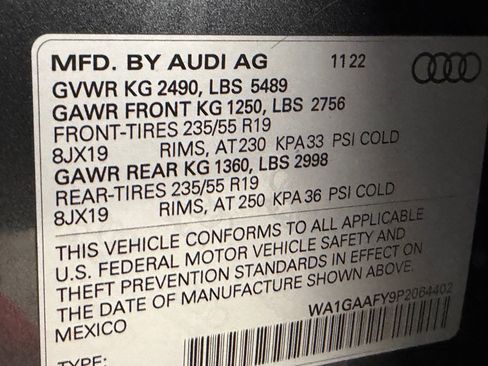 MFD. BY AUDI AG 11 22
GVWR KG 2490, LBS 5489
GAWR FRONT KG 1250, LBS 2756
FRONT-TIRES 235/55 R19
8JX19 RIMS, AT 230 KPA 33 PSI COLD
GAWR REAR KG 1360, LBS 2998
REAR-TIRES 235/55 R19
8JX19 RIMS, AT 250 KPA 36 PSI COLD
THIS VEHICLE CONFORMS TO ALL APPLICABLE
U.S. FEDERAL MOTOR VEHICLE SAFETY AND
THEFT PREVENTION STANDARDS IN EFFECT ON
THE DATE OF MANUFACTURE SHOWN ABOVE.
MEXICO WA1GAAFY9P2064402
TYPE: